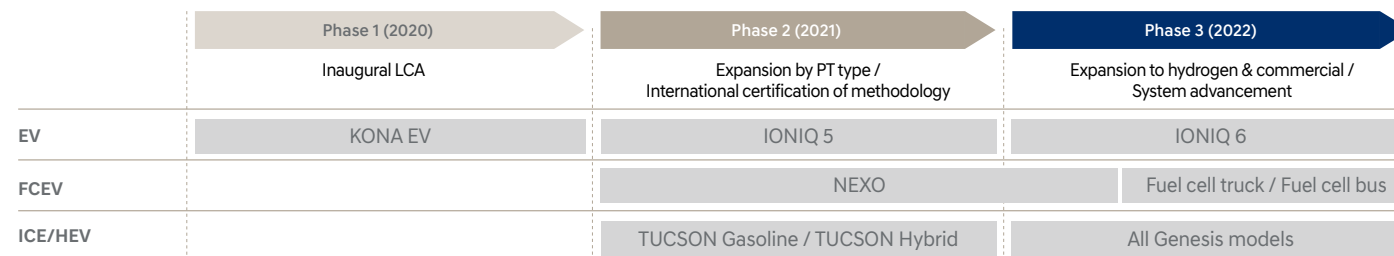 Phase 1 (2020)
Phase 2 (2021)
Phase 3 (2022)
Inaugural LCA
Expansion by PT type /
International certification of methodology
Expansion to hydrogen & commercial /
System advancement
EV
KONA EV
IONIQ 5
IONIQ 6
FCEV
NEXO
Fuel cell truck / Fuel cell bus
ICE/HEV
TUCSON Gasoline / TUCSON Hybrid
All Genesis models